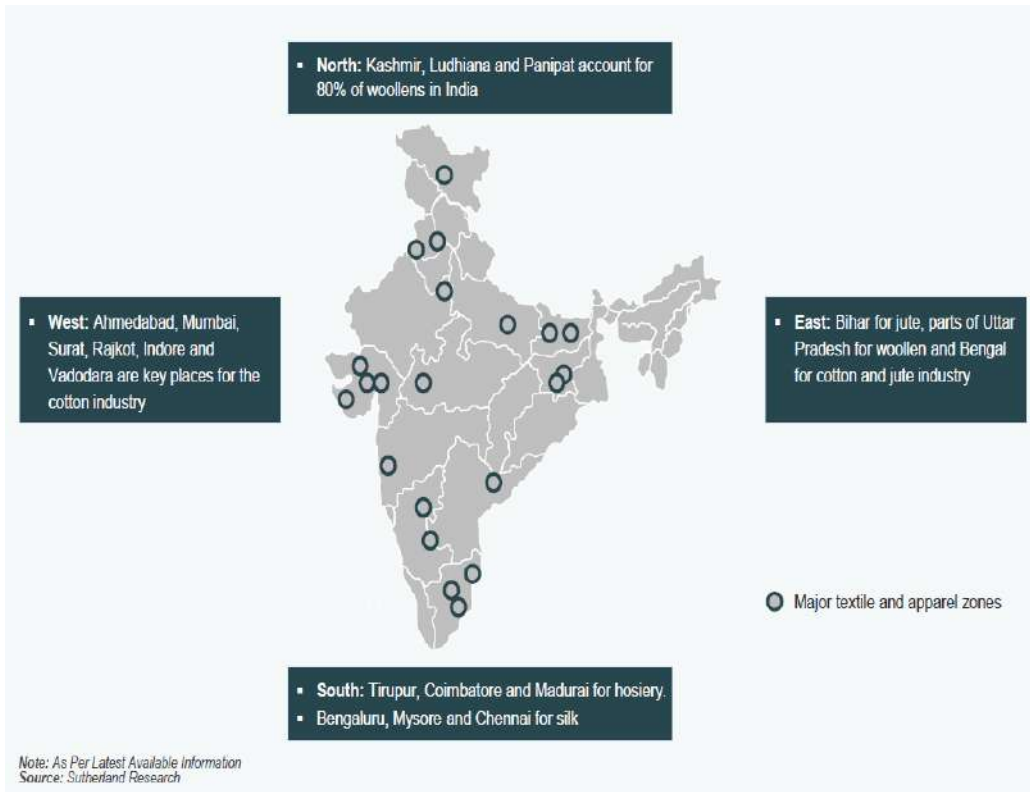 ▪ North: Kashmir, Ludhiana and Panipat account for
80% of woollens in India
▪ West: Ahmedabad, Mumbai,
Surat, Rajkot, Indore and
Vadodara are key places for the
cotton industry
▪ East: Bihar for jute, parts of Uttar
Pradesh for woollen and Bengal
for cotton and jute industry
Major textile and apparel zones
▪ South: Tirupur, Coimbatore and Madurai for hosiery.
▪ Bengaluru, Mysore and Chennai for silk
Note: As Per Latest Available Information
Source: Sutherland Research